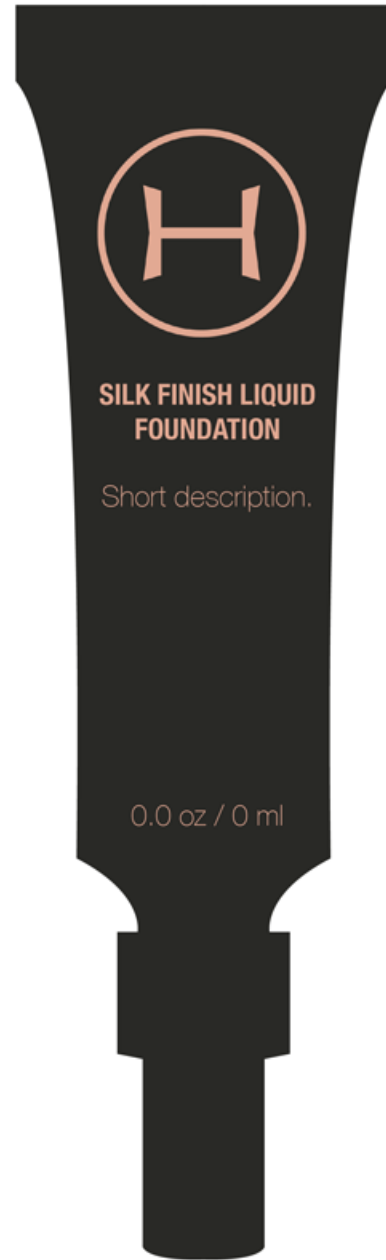 H
SILK FINISH LIQUID
FOUNDATION
Short description.
0.0 oz / 0 ml